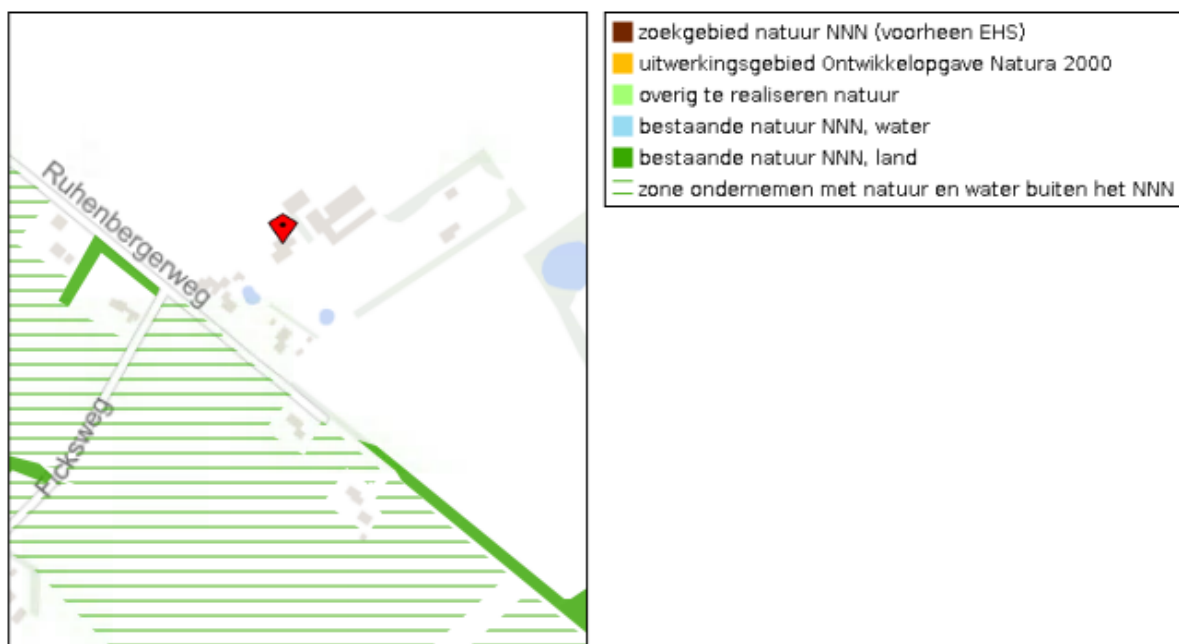 Ruhenbergerweg
Picksweg
zoekgebied natuur NNN (voorheen EHS)
uitwerkingsgebied Ontwikkelopgave Natura 2000
overig te realiseren natuur
bestaande natuur NNN, water
bestaande natuur NNN, land
zone ondernemen met natuur en water buiten het NNN